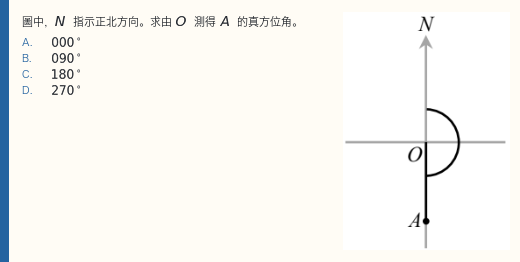 圖中，N 指示正北方向。求由 O 測得 A 的真方位角。
A. 000°
B. 090°
C. 180°
D. 270°
N
O
A